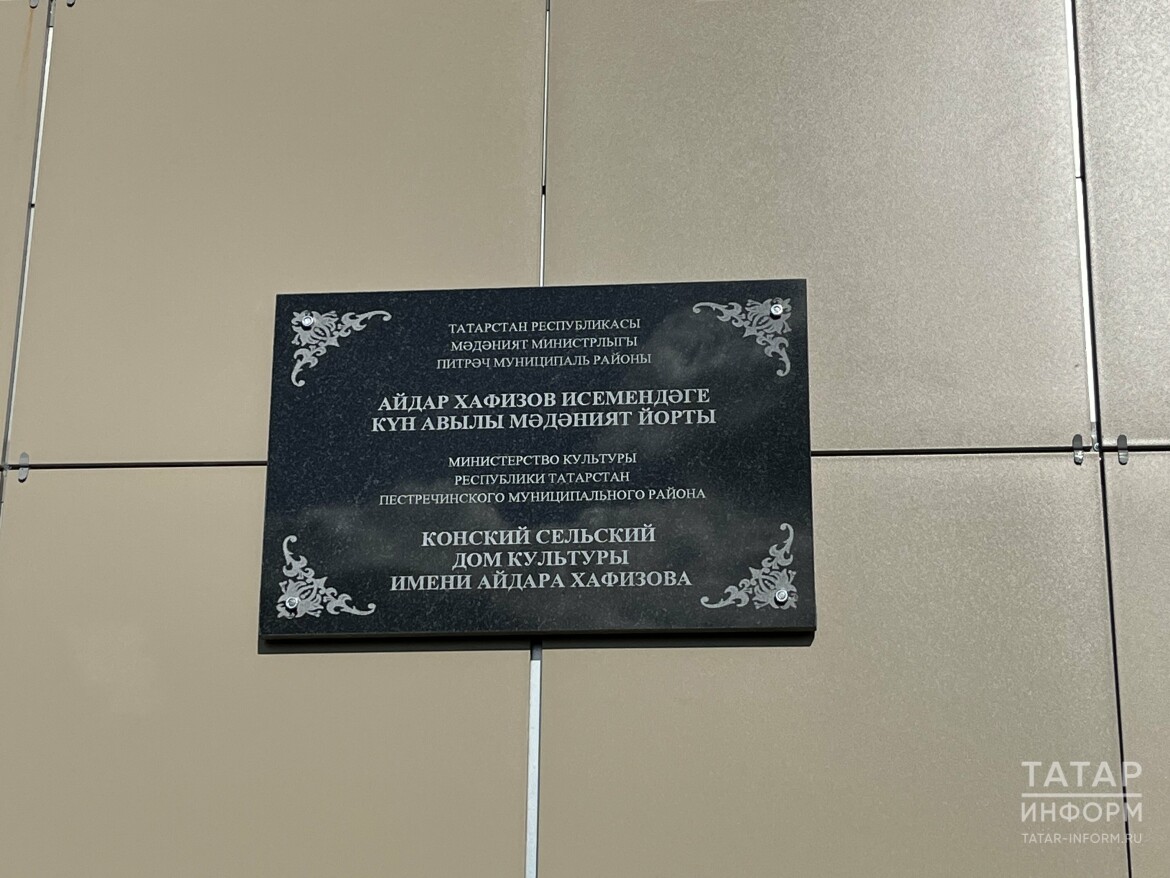 ТАТАРСТАН РЕСПУБЛИКАСЫ
МӘДӘНИЯТ МИНИСТРЛЫГЫ
ПИТРӘЧ МУНИЦИПАЛЬ РАЙОНЫ
АЙДАР ХАФИЗОВ ИСЕМЕНДӘГЕ
КҮН АВЫЛЫ МӘДӘНИЯТ ЙОРТЫ
МИНИСТЕРСТВО КУЛЬТУРЫ
РЕСПУБЛИКИ ТАТАРСТАН
ПЕСТРЕЧИНСКОГО МУНИЦИПАЛЬНОГО РАЙОНА
КОНСКИЙ СЕЛЬСКИЙ
ДОМ КУЛЬТУРЫ
ИМЕНИ АЙДАРА ХАФИЗОВА
ТАТАР
ИНФОРМ
TATAR-INFORM.RU